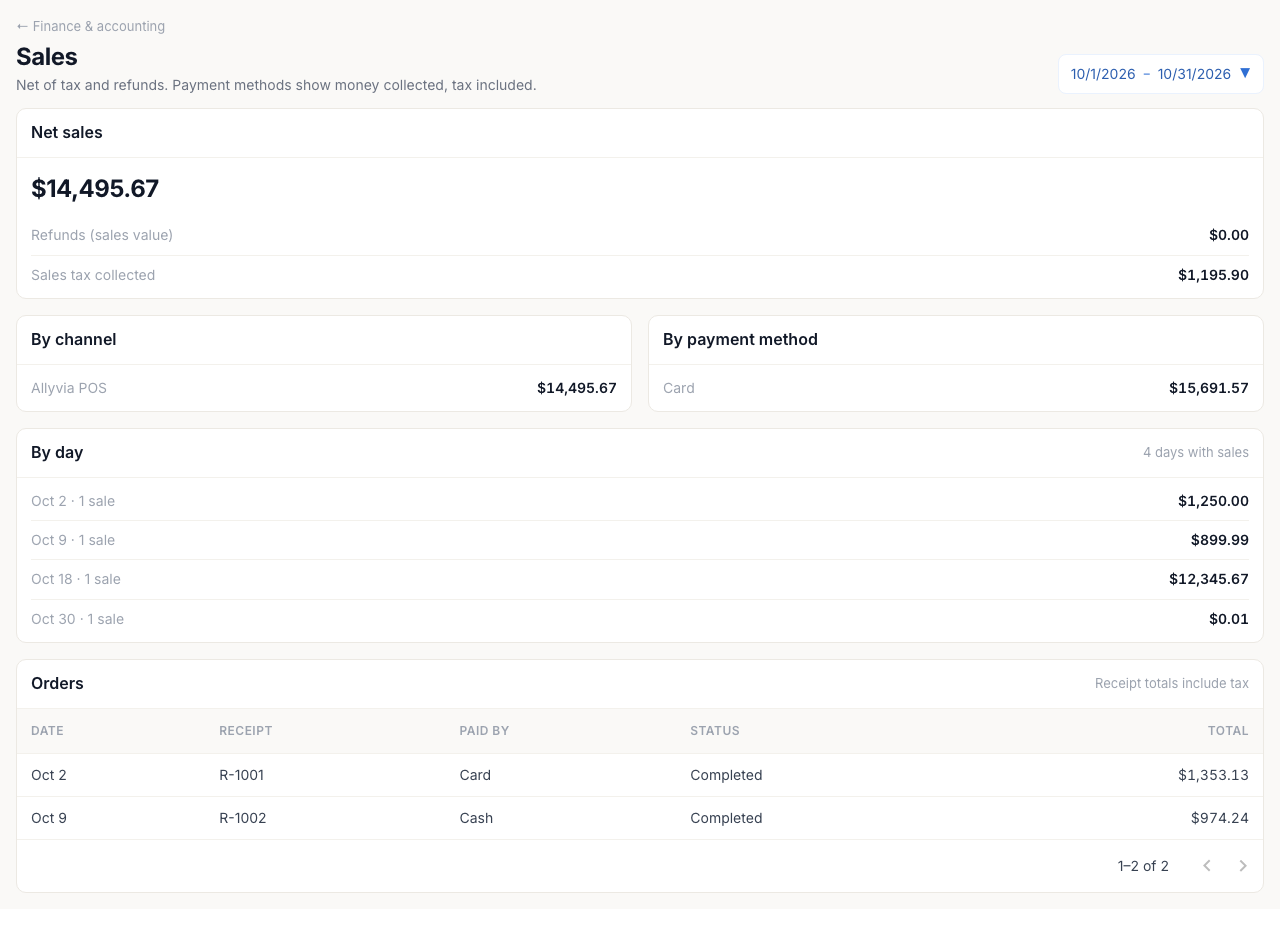 ← Finance & accounting
Sales
Net of tax and refunds. Payment methods show money collected, tax included.
10/1/2026 – 10/31/2026 ▼
Net sales
$14,495.67
Refunds (sales value) $0.00
Sales tax collected $1,195.90
By channel
Allyvia POS $14,495.67
By payment method
Card $15,691.57
By day 4 days with sales
Oct 2 · 1 sale $1,250.00
Oct 9 · 1 sale $899.99
Oct 18 · 1 sale $12,345.67
Oct 30 · 1 sale $0.01
Orders Receipt totals include tax
DATE RECEIPT PAID BY STATUS TOTAL
Oct 2 R-1001 Card Completed $1,353.13
Oct 9 R-1002 Cash Completed $974.24
1–2 of 2